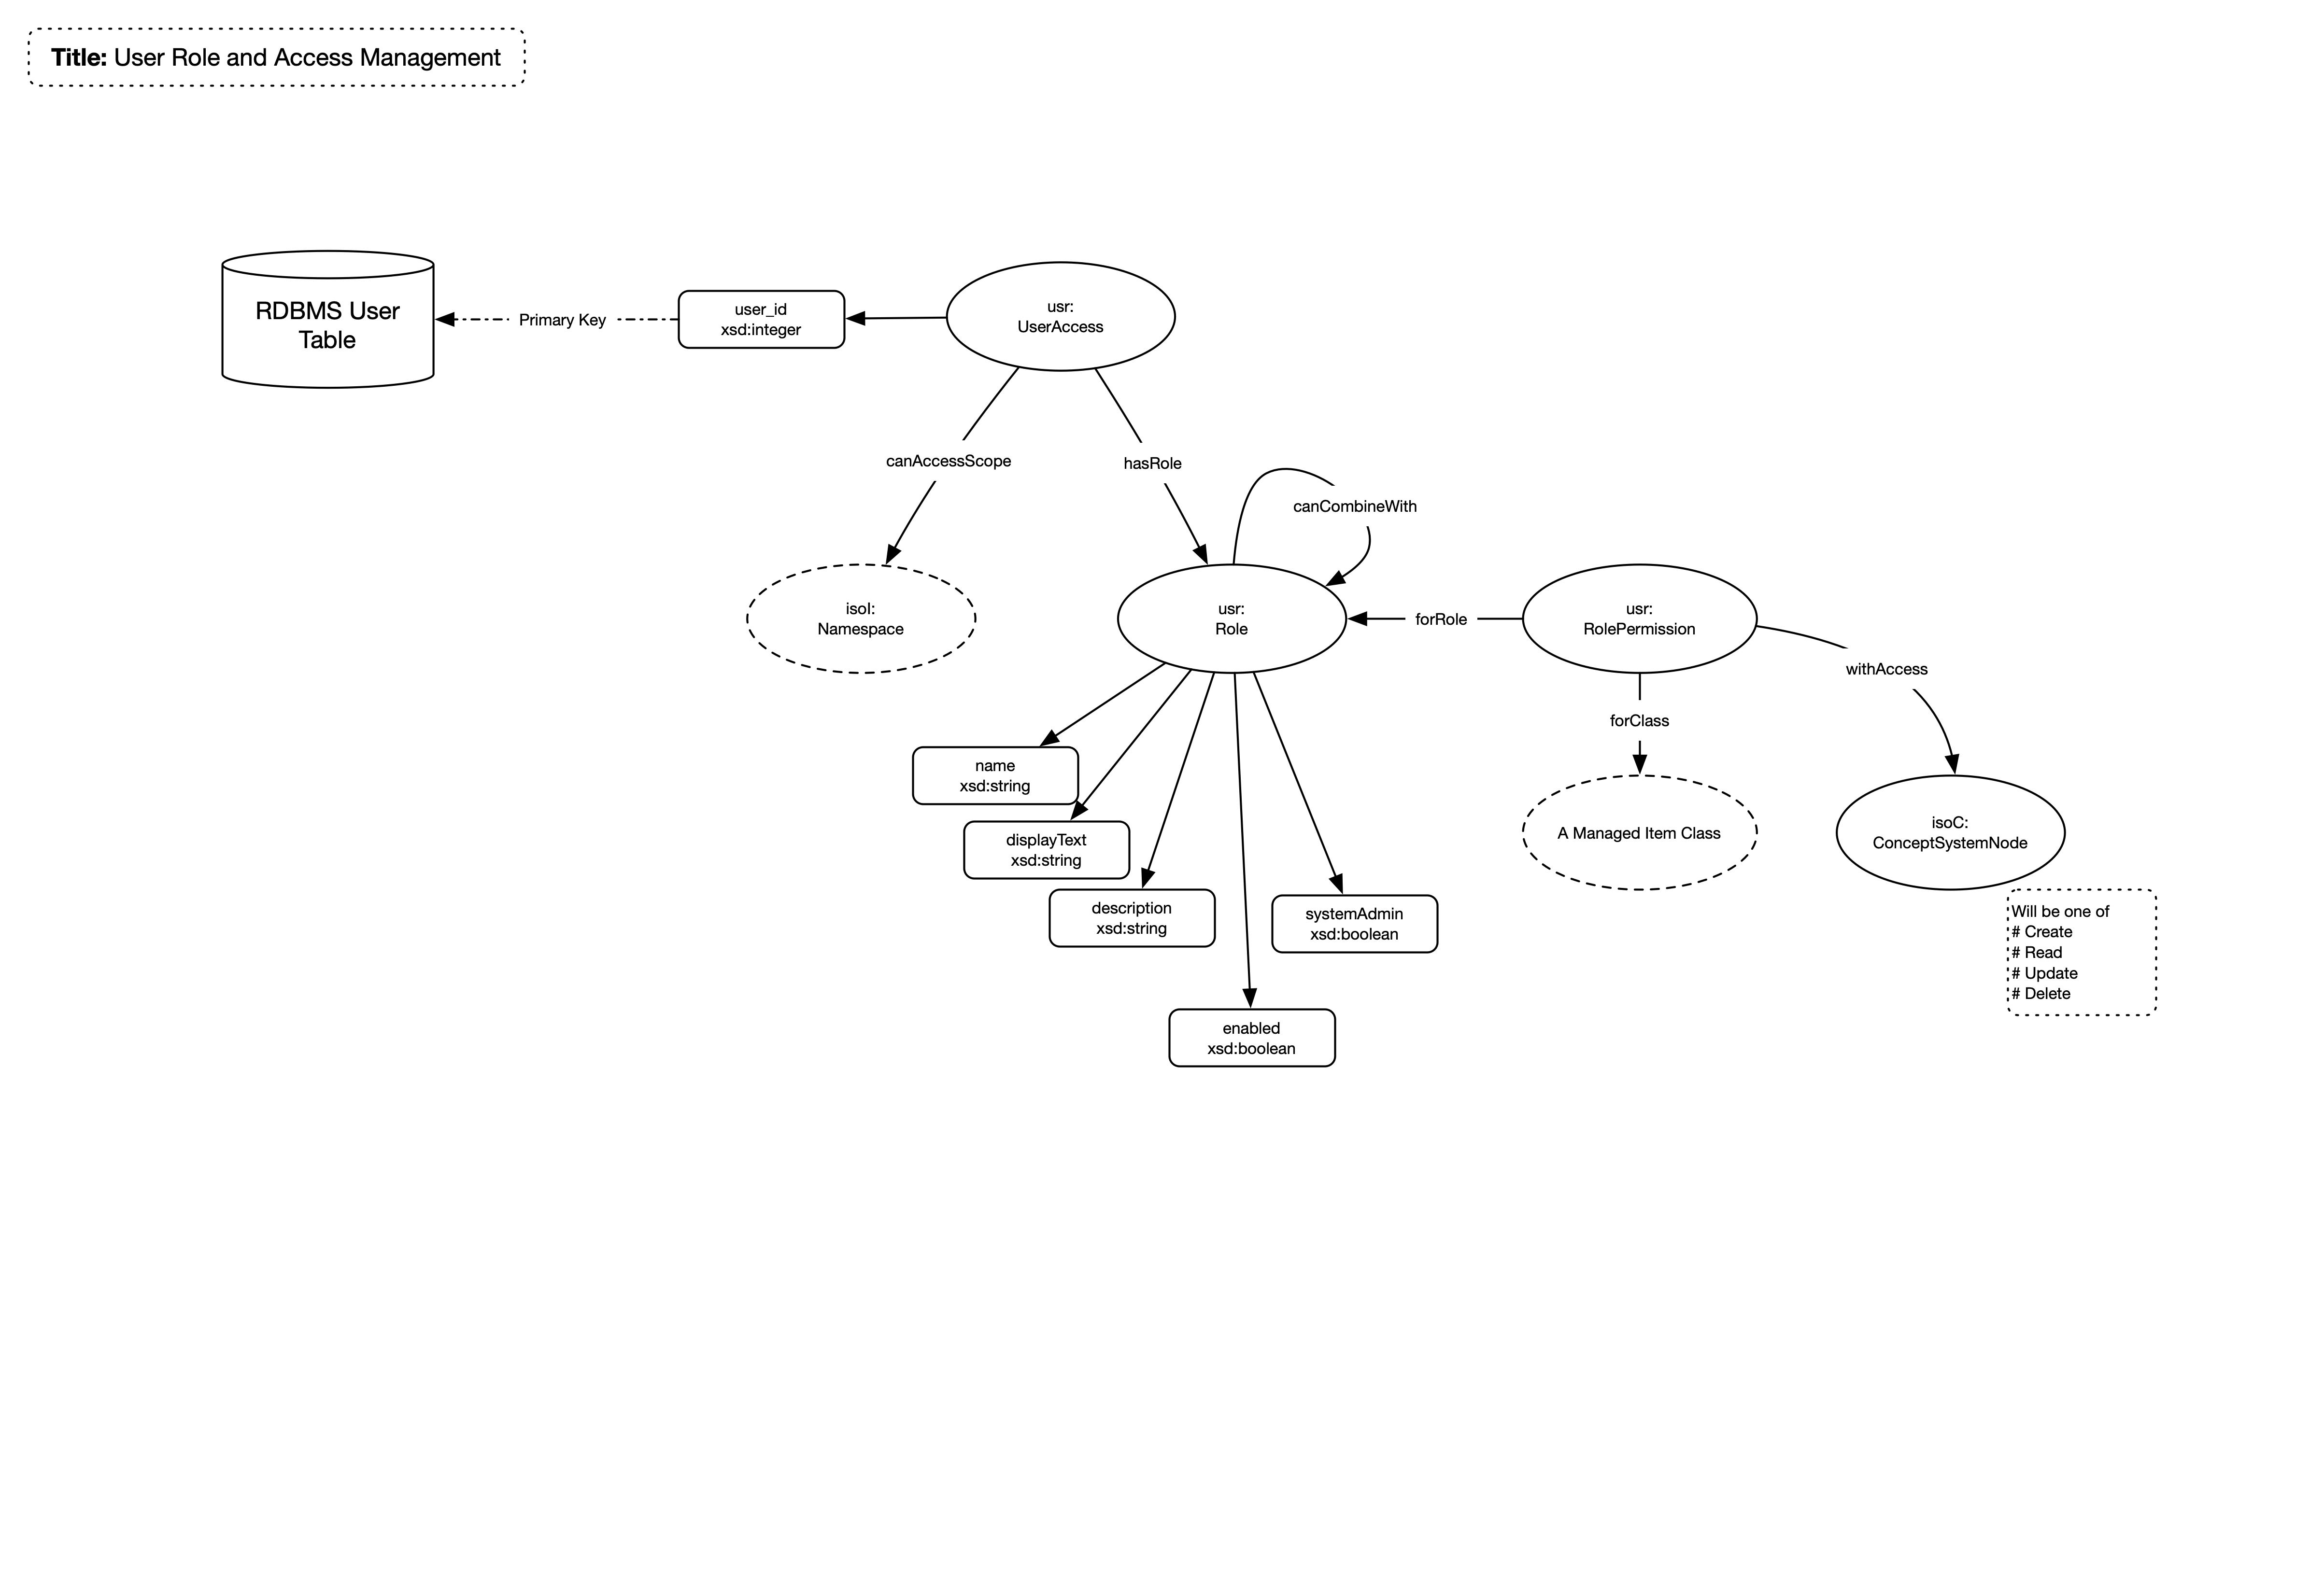 Title: User Role and Access Management
RDBMS User
Table
Primary Key
user_id
xsd:integer
usr:
UserAccess
canAccessScope
hasRole
canCombineWith
isoI:
Namespace
usr:
Role
forRole
usr:
RolePermission
withAccess
forClass
name
xsd:string
displayText
xsd:string
description
xsd:string
systemAdmin
xsd:boolean
enabled
xsd:boolean
A Managed Item Class
isoC:
ConceptSystemNode
Will be one of
# Create
# Read
# Update
# Delete